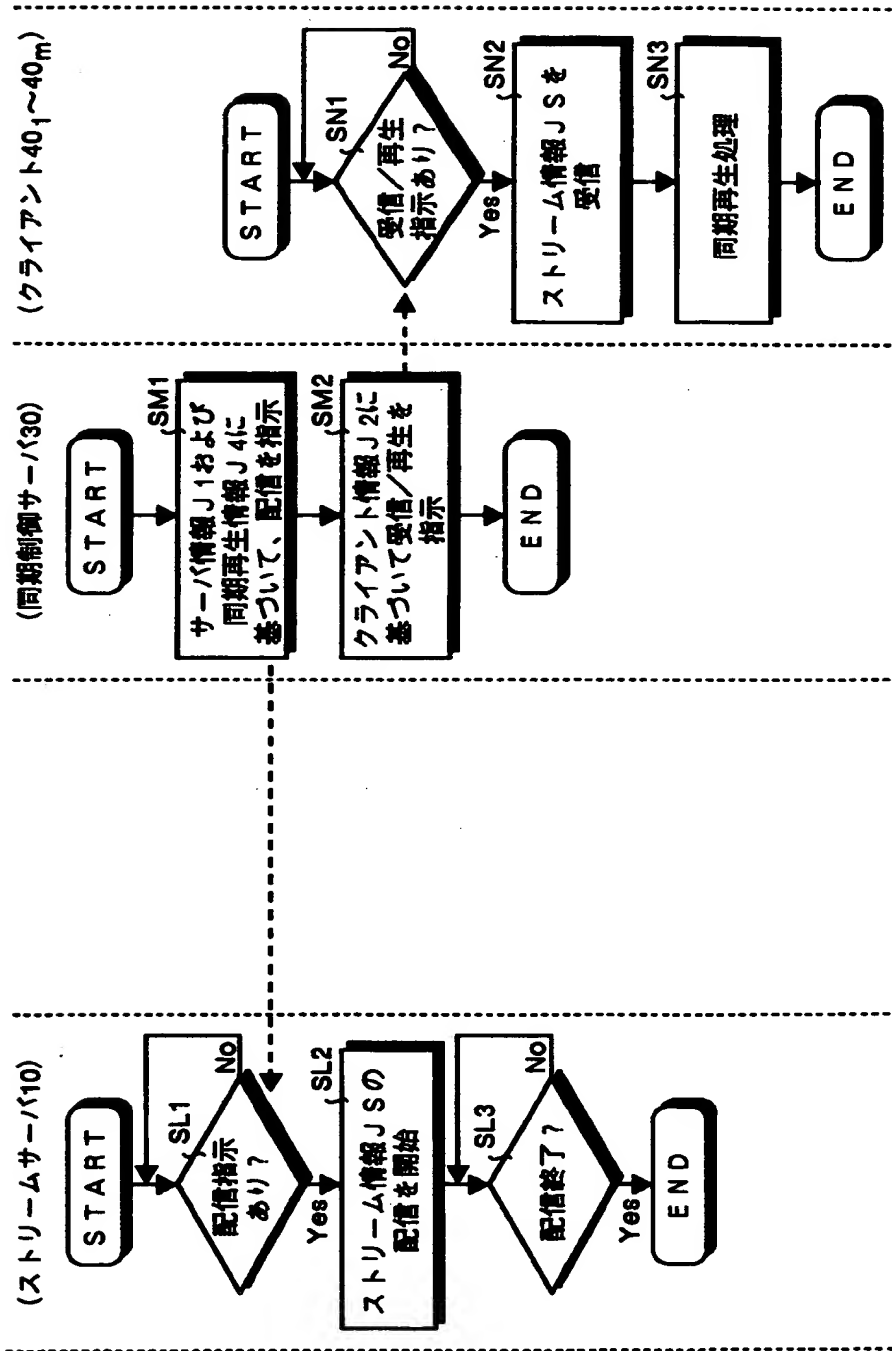 (ストリームサーバ10)
START
SL1
配信指示
あり?
No
Yes
SL2
ストリーム情報JSの
配信を開始
SL3
配信終了?
No
Yes
END
(同期制御サーバ30)
START
SM1
サーバ情報J1および
同期再生情報J4に
基づいて、配信を指示
SM2
クライアント情報J2に
基づいて受信/再生を
指示
END
(クライアント40₁~40ₘ)
START
SN1
受信/再生
指示あり?
No
Yes
SN2
ストリーム情報JSを
受信
SN3
同期再生処理
END